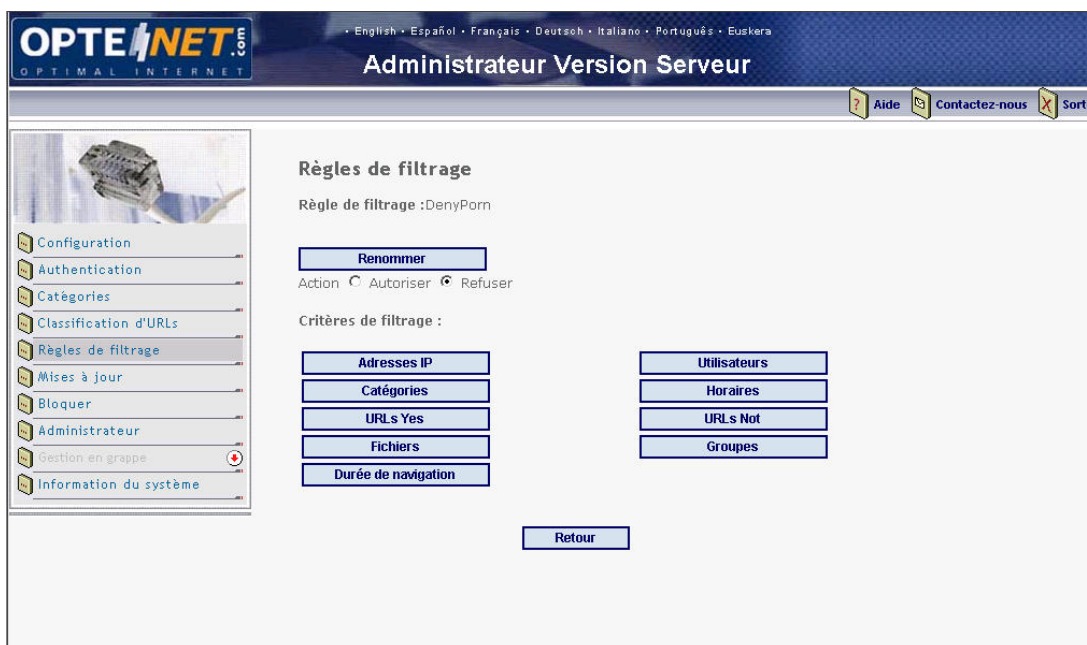 OPTENET.com
OPTIMAL INTERNET
• English • Español • Français • Deutsch • Italiano • Português • Euskera
Administrateur Version Serveur
? Aide Contactez-nous X Sort
Configuration
Authentication
Catégories
Classification d'URLs
Règles de filtrage
Mises à jour
Bloquer
Administrateur
Gestion en grappe
Information du système
Règles de filtrage
Règle de filtrage :DenyPorn
Renommer
Action Autoriser Refuser
Critères de filtrage :
Adresses IP Utilisateurs
Catégories Horaires
URLs Yes URLs Not
Fichiers Groupes
Durée de navigation
Retour